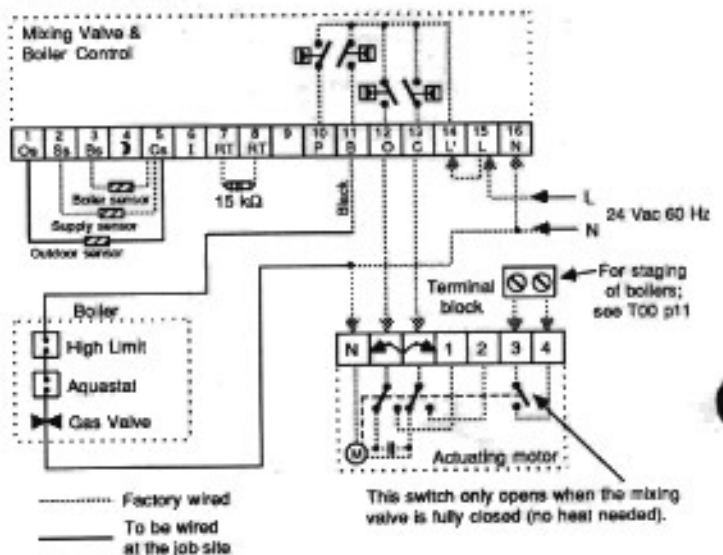 Mixing Valve &
Boiler Control
1 2 3 4 5 6 7 8 9 10 11 12 13 14 15 16
Os Ss Bs Gs I RT RT P B O C L' L N
Boiler sensor
Supply sensor
Outdoor sensor
15 kΩ
Black
L
24 Vac 60 Hz
N
Terminal
block
For staging
of boilers;
see T00 p11
Boiler
High Limit
Aquastat
Gas Valve
N 1 2 3 4
M
Actuating motor
Factory wired
To be wired
at the job site
This switch only opens when the mixing
valve is fully closed (no heat needed).